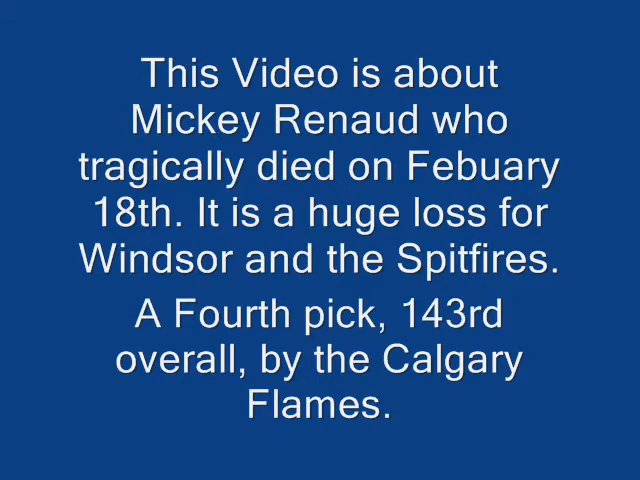 This Video is about
Mickey Renaud who
tragically died on Febuary
18th. It is a huge loss for
Windsor and the Spitfires.
A Fourth pick, 143rd
overall, by the Calgary
Flames.